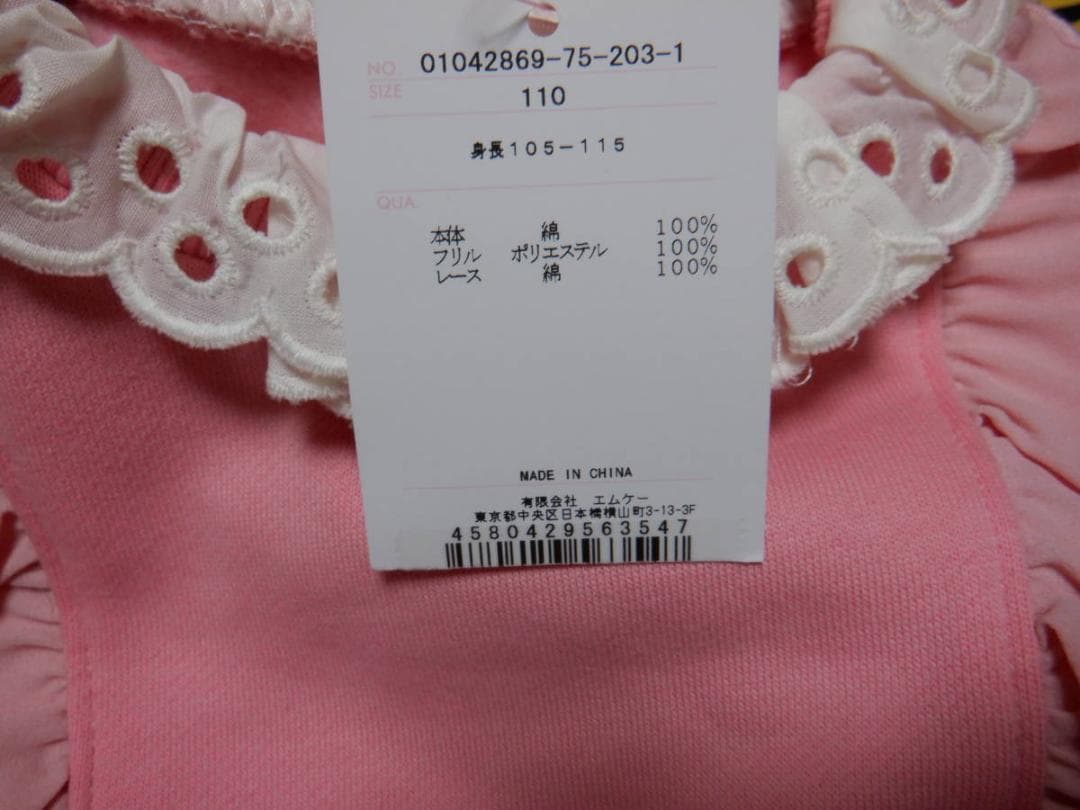 NO 01042869-75-203-1
SIZE 110
身長105-115
QUA
本体 綿 100%
フリル ポリエステル 100%
レース 綿 100%
MADE IN CHINA
有限会社 エムケー
東京都中央区日本橋横山町3-13-3F
4580429563547